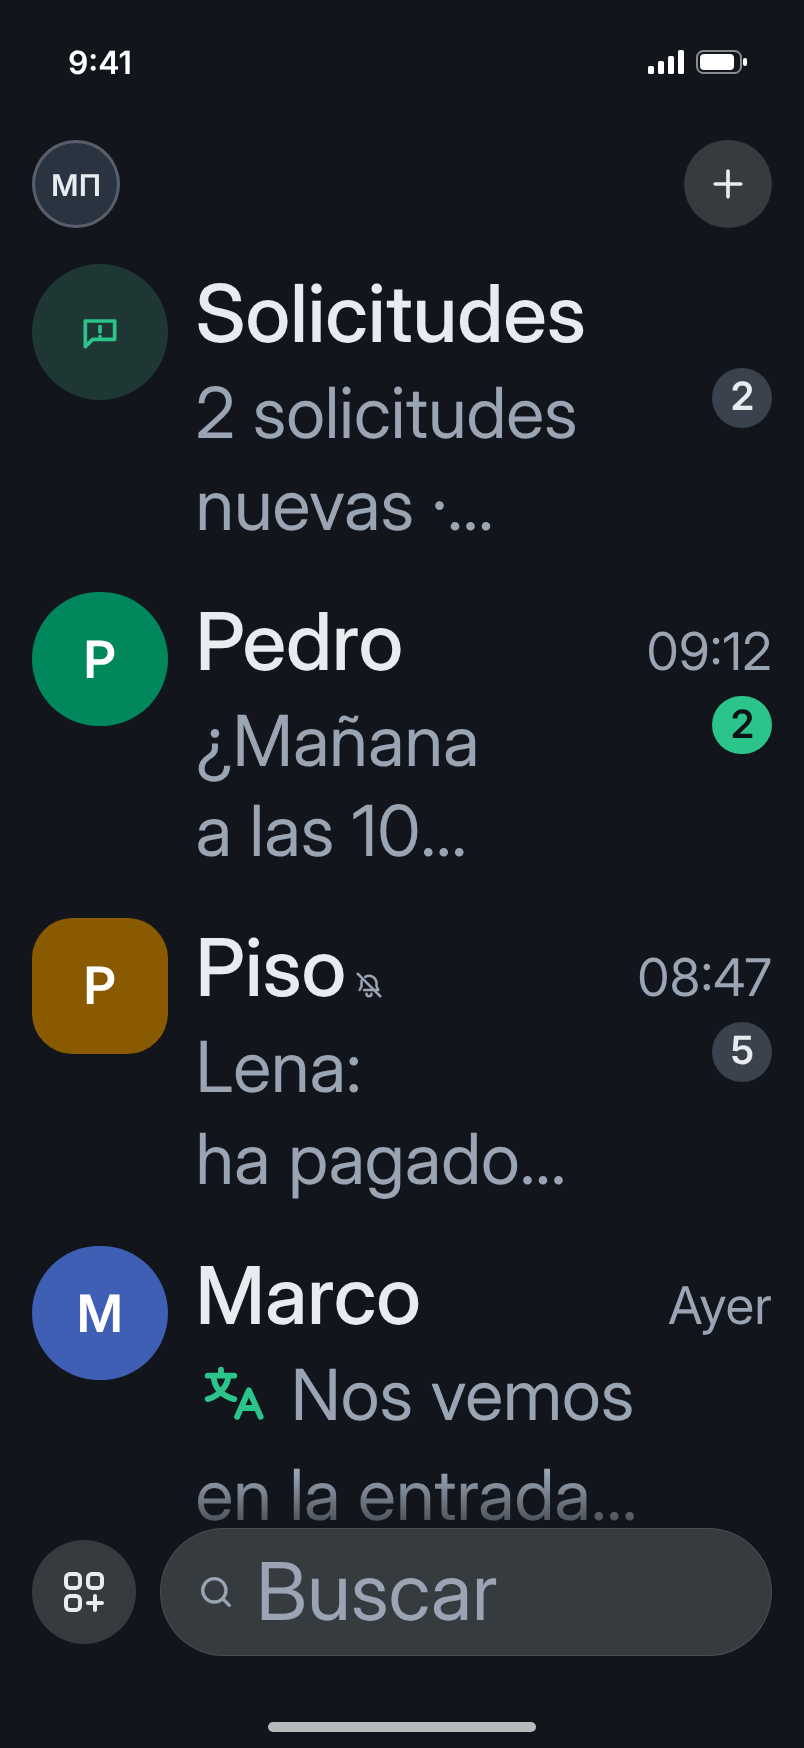 9:41
МП
Solicitudes
2 solicitudes
2
nuevas ·...
P
Pedro
09:12
¿Mañana
2
a las 10...
P
Piso
08:47
Lena:
5
ha pagado...
M
Marco
Ayer
Nos vemos
en la entrada...
Buscar